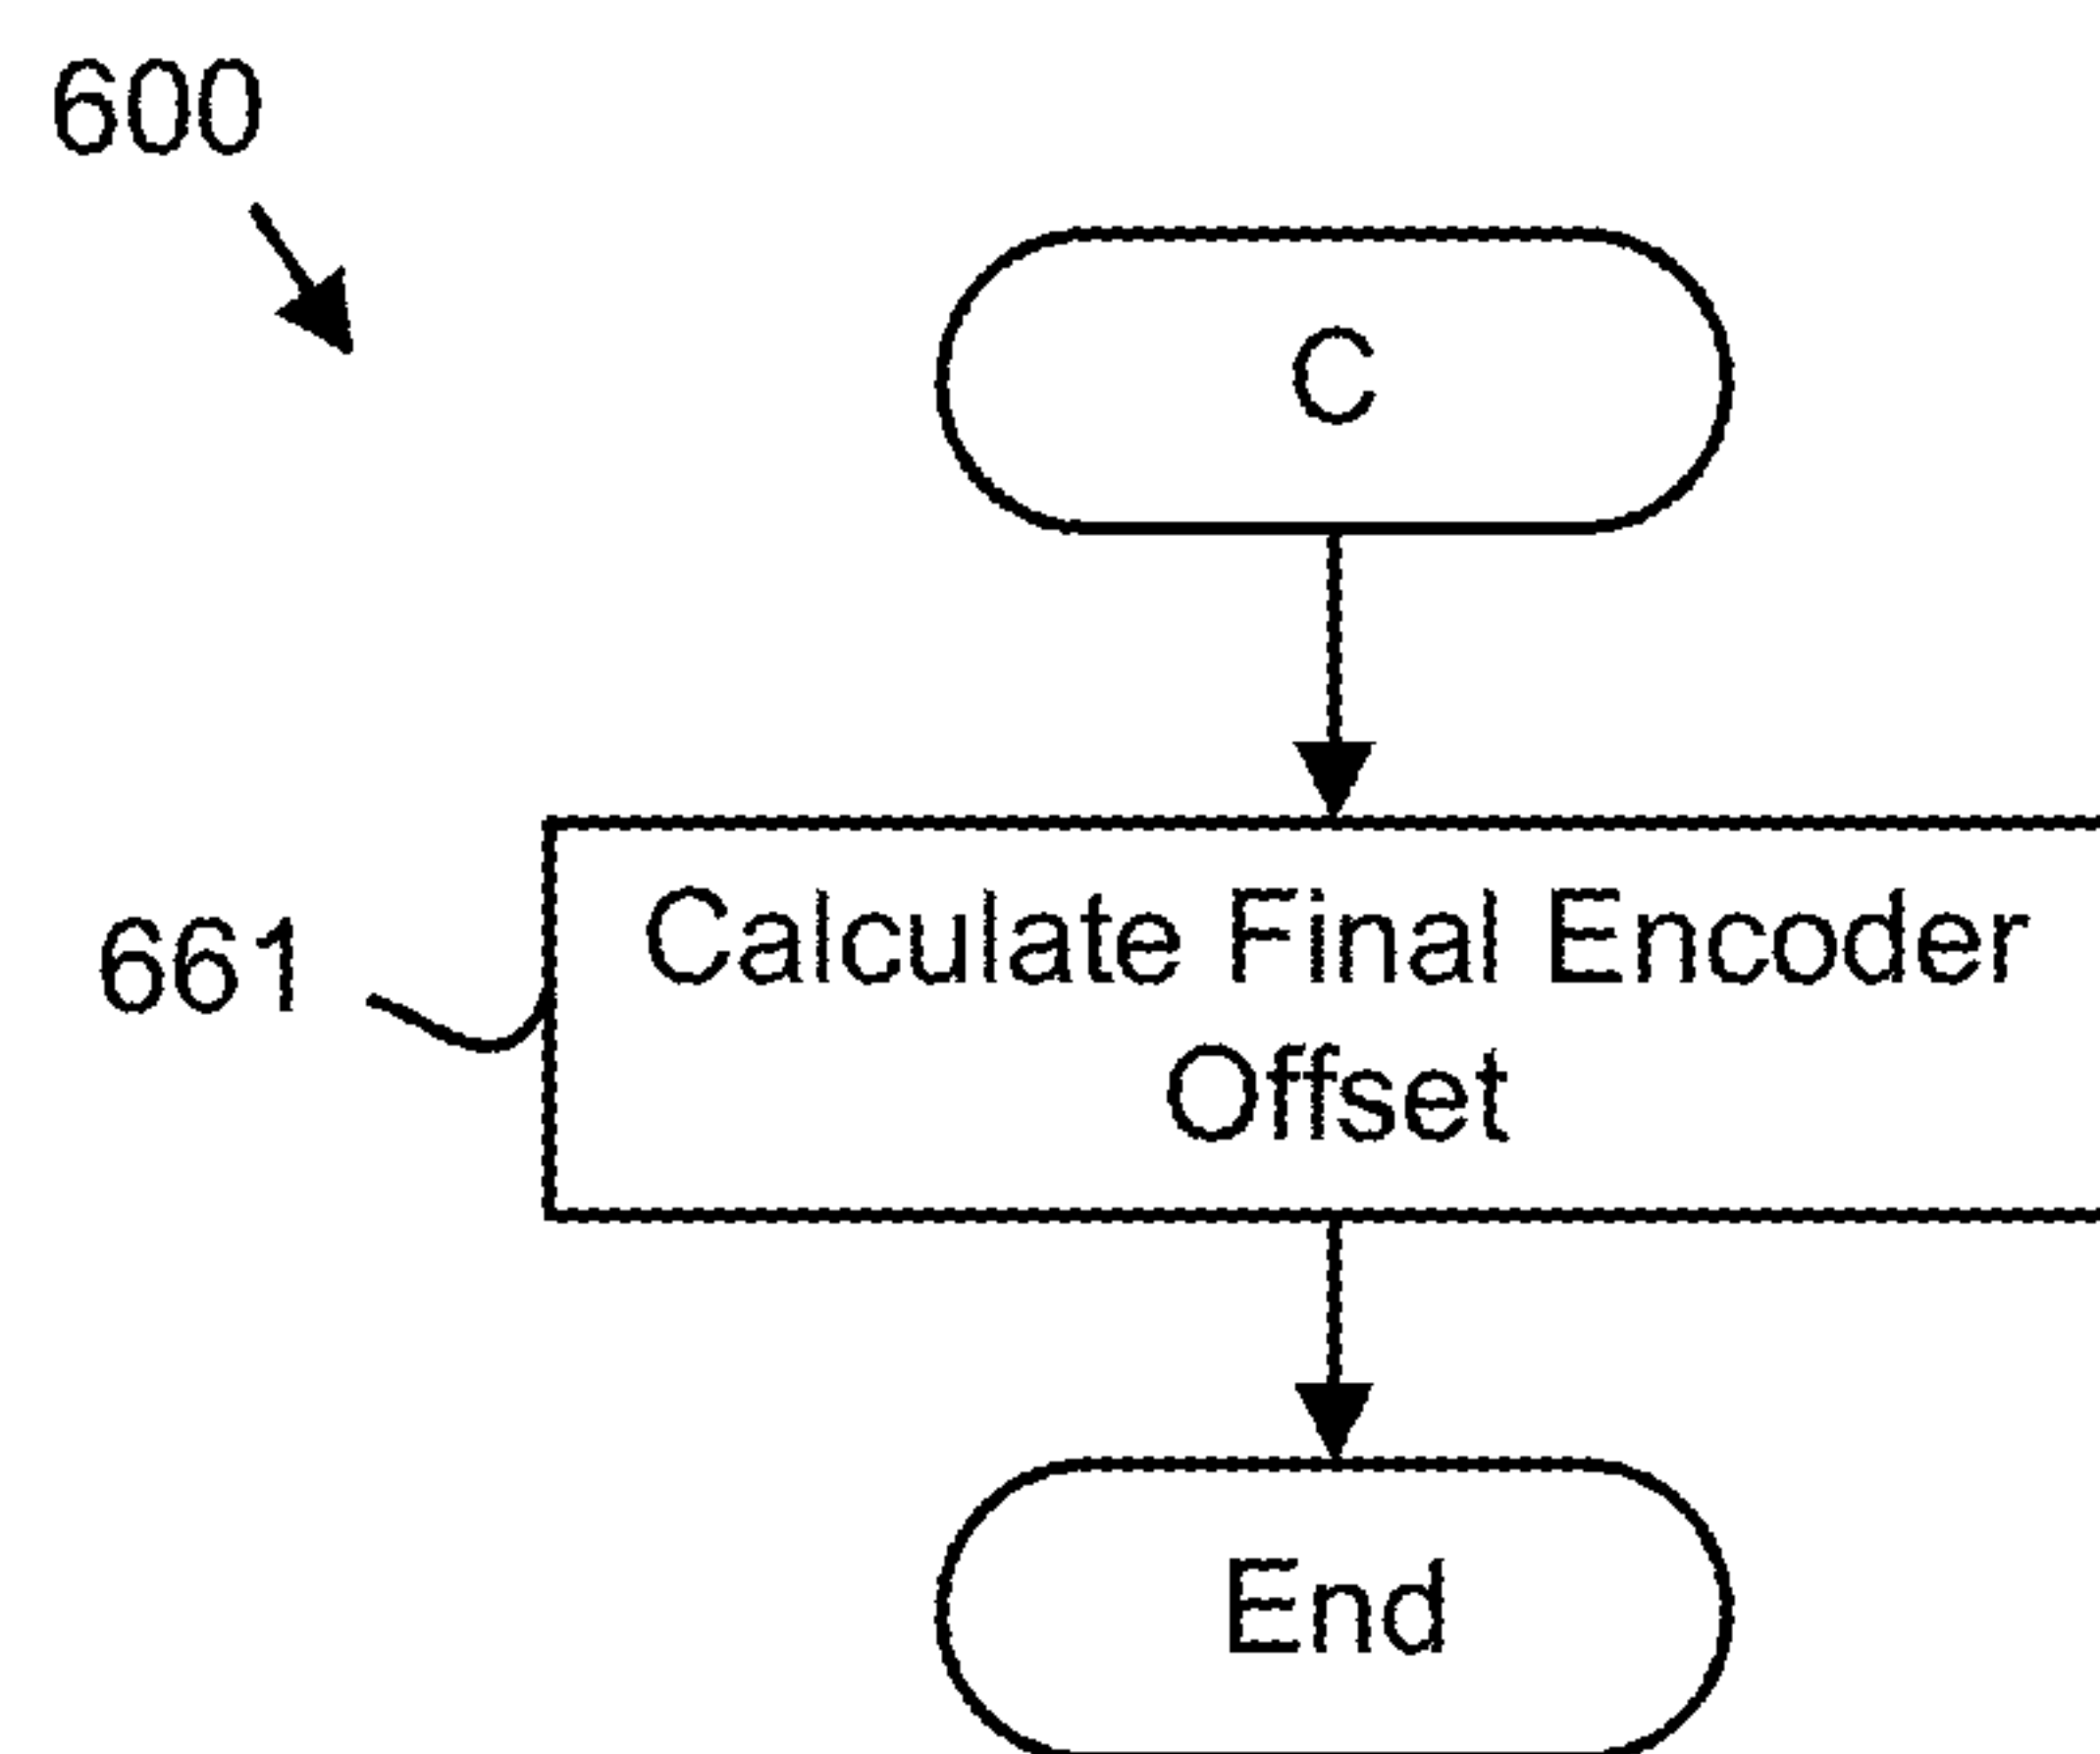 600
C
661
Calculate Final Encoder
Offset
End